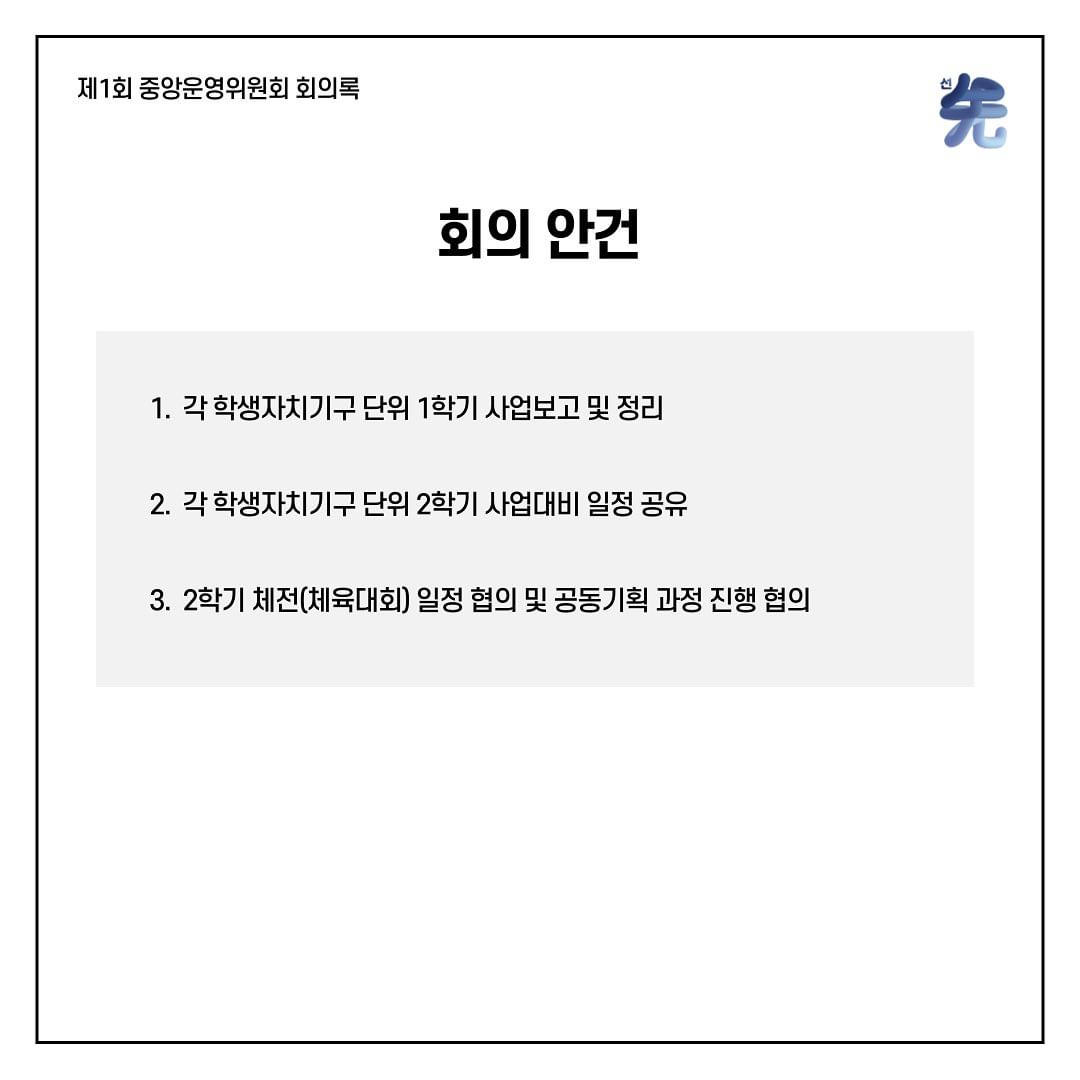 제1회 중앙운영위원회 회의록
선
先
회의 안건
1. 각 학생자치기구 단위 1학기 사업보고 및 정리
2. 각 학생자치기구 단위 2학기 사업대비 일정 공유
3. 2학기 체전(체육대회) 일정 협의 및 공동기획 과정 진행 협의